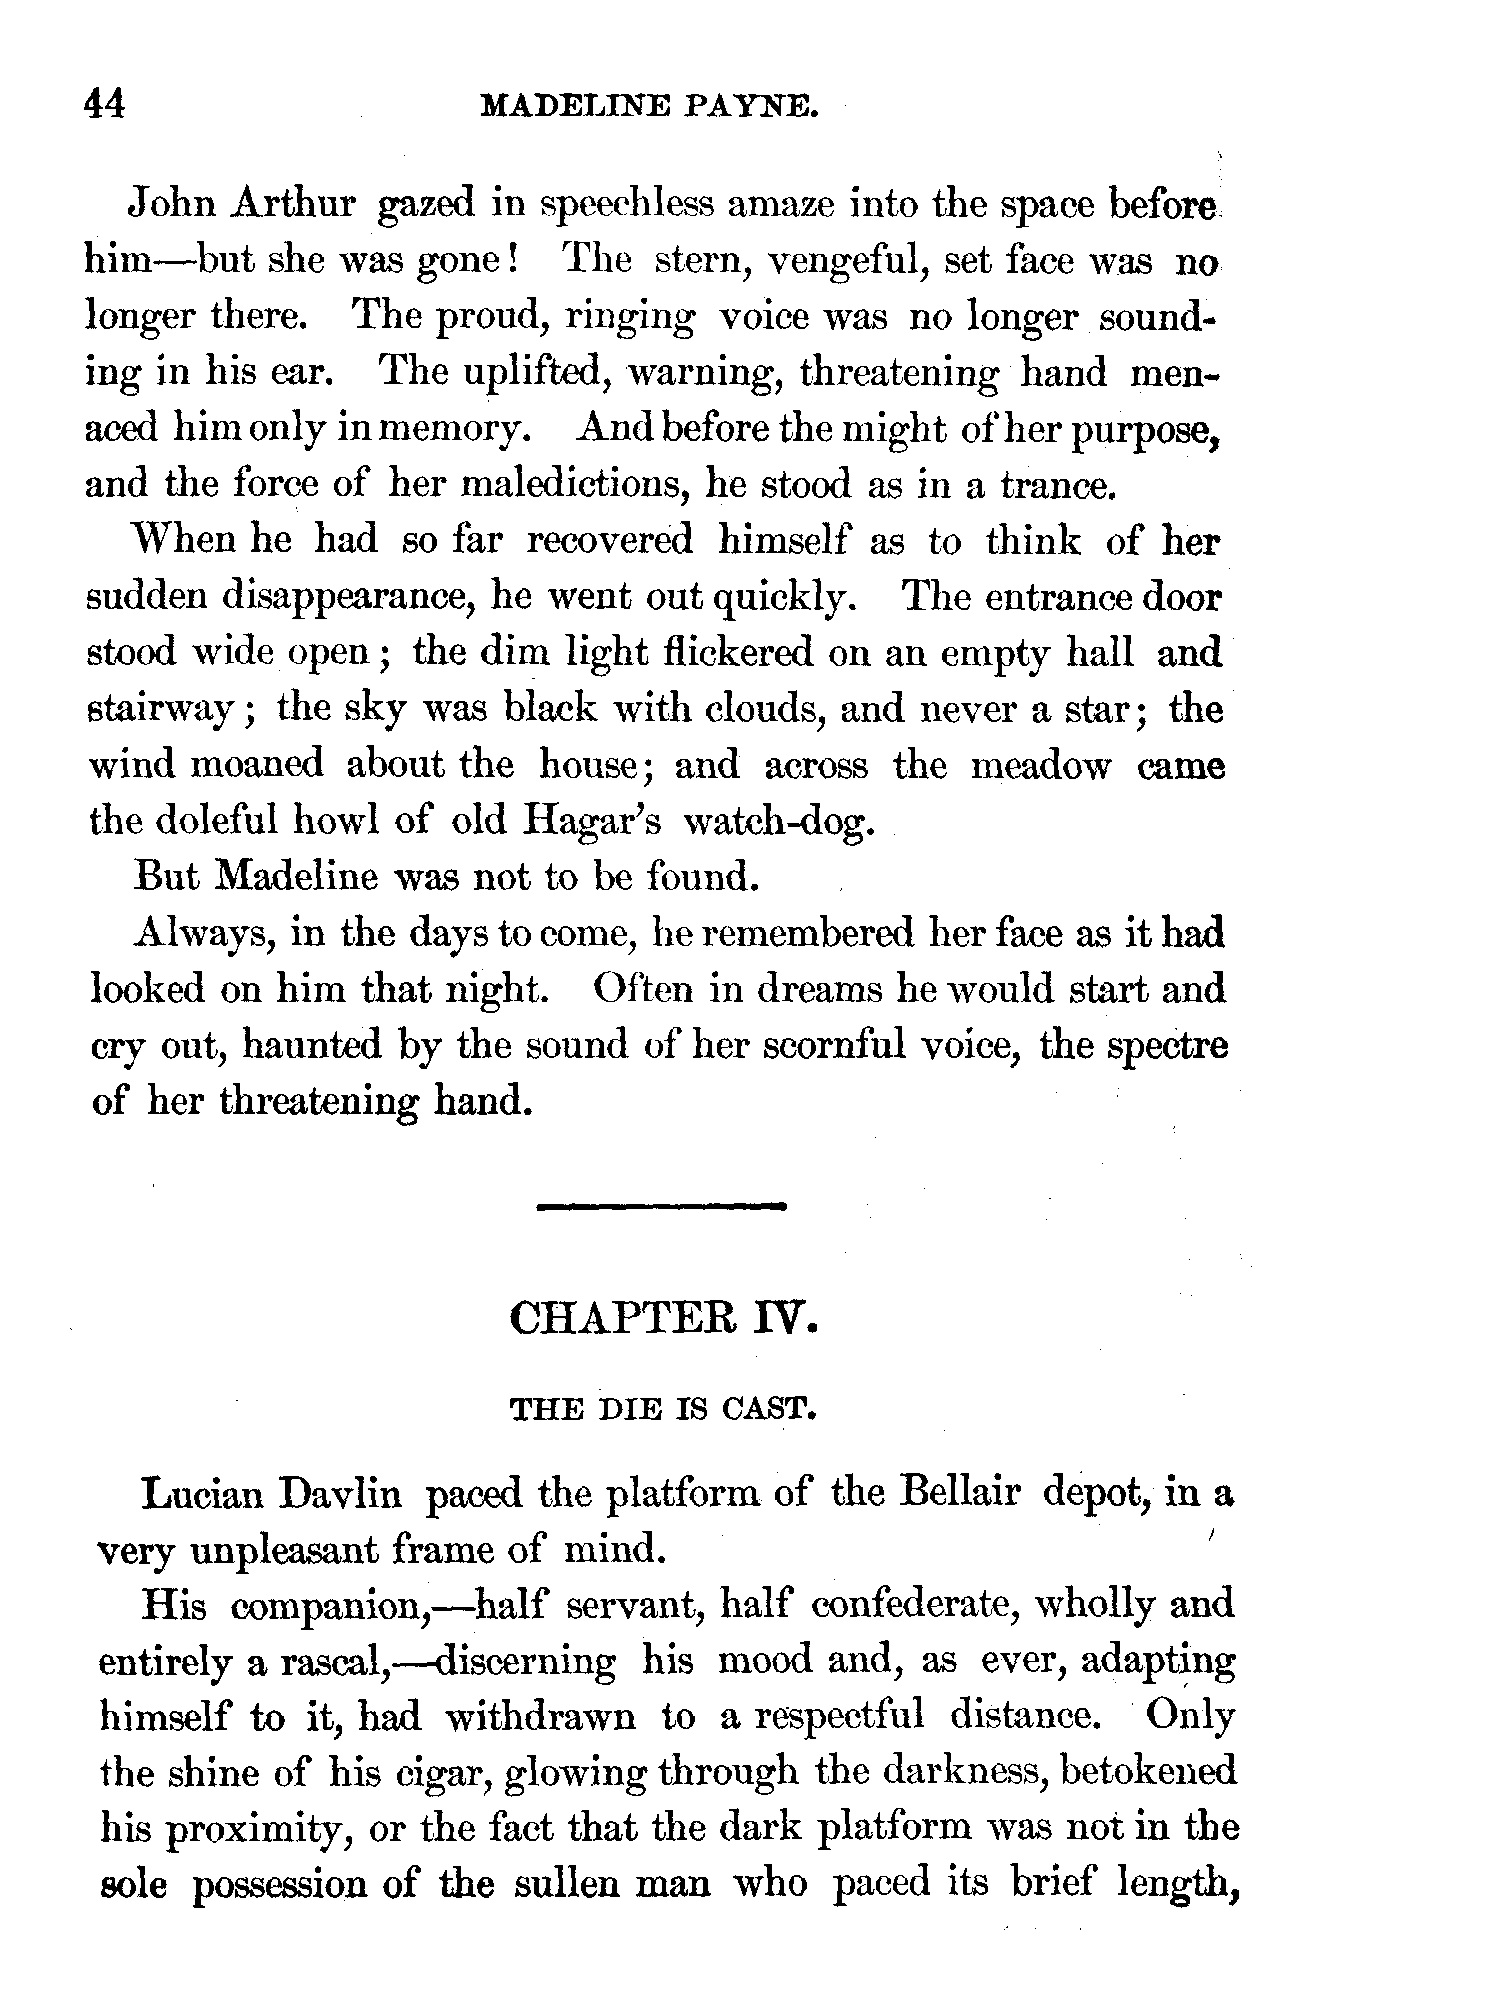 44 MADELINE PAYNE.
John Arthur gazed in speechless amaze into the space before
him—but she was gone! The stern, vengeful, set face was no
longer there. The proud, ringing voice was no longer sound-
ing in his ear. The uplifted, warning, threatening hand men-
aced him only in memory. And before the might of her purpose,
and the force of her maledictions, he stood as in a trance.
When he had so far recovered himself as to think of her
sudden disappearance, he went out quickly. The entrance door
stood wide open; the dim light flickered on an empty hall and
stairway; the sky was black with clouds, and never a star; the
wind moaned about the house; and across the meadow came
the doleful howl of old Hagar's watch-dog.
But Madeline was not to be found.
Always, in the days to come, he remembered her face as it had
looked on him that night. Often in dreams he would start and
cry out, haunted by the sound of her scornful voice, the spectre
of her threatening hand.
CHAPTER IV.
THE DIE IS CAST.
Lucian Davlin paced the platform of the Bellair depot, in a
very unpleasant frame of mind.
His companion,—half servant, half confederate, wholly and
entirely a rascal,—discerning his mood and, as ever, adapting
himself to it, had withdrawn to a respectful distance. Only
the shine of his cigar, glowing through the darkness, betokened
his proximity, or the fact that the dark platform was not in the
sole possession of the sullen man who paced its brief length,